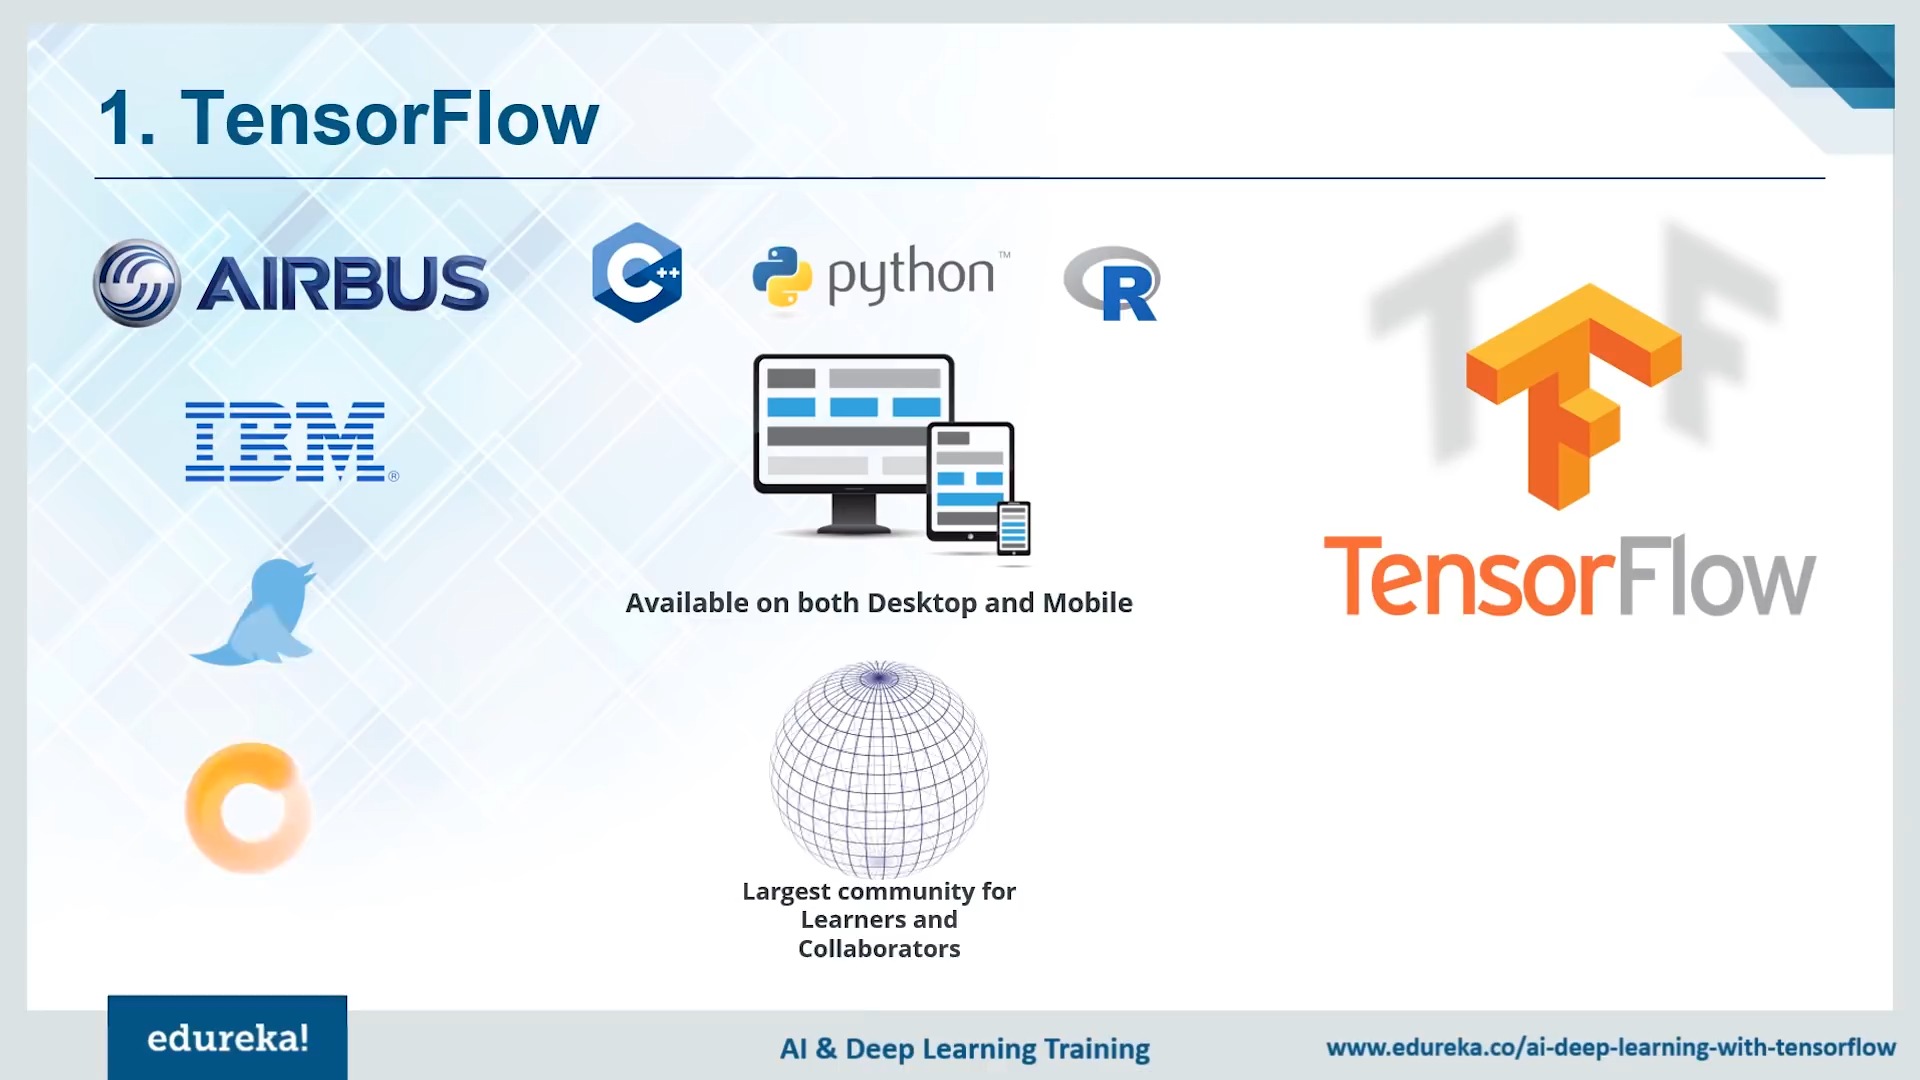 1. TensorFlow
AIRBUS
C++
python™
R
IBM®
Available on both Desktop and Mobile
Largest community for
Learners and
Collaborators
TensorFlow
edureka!
AI & Deep Learning Training
www.edureka.co/ai-deep-learning-with-tensorflow